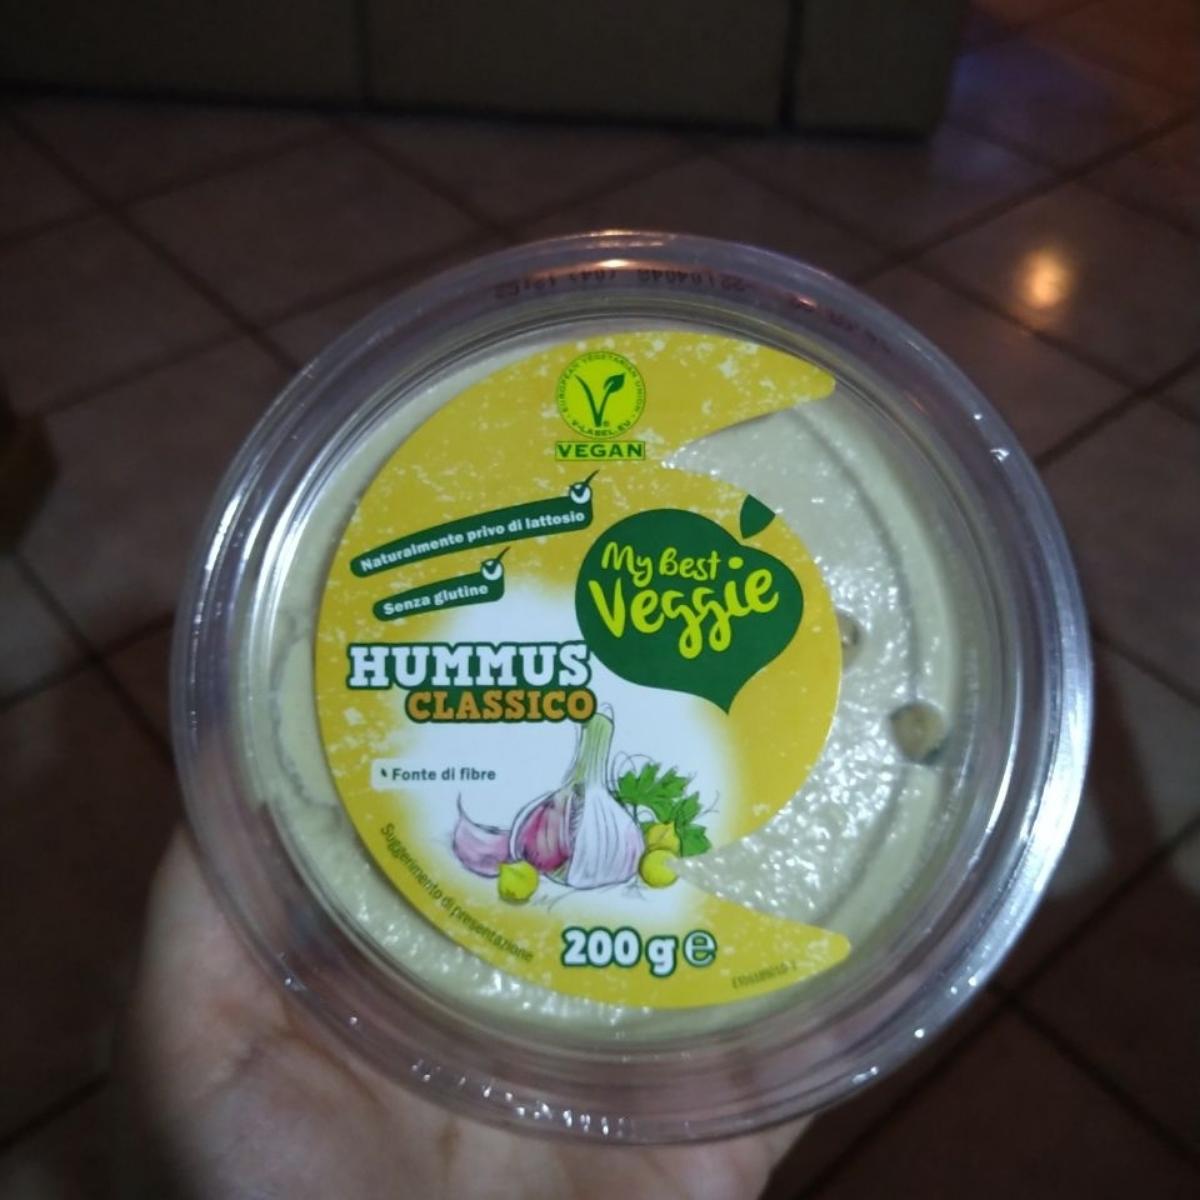 EUROPEAN VEGETARIAN UNION
V-LABEL.EU
VEGAN
Naturalmente privo di lattosio
Senza glutine
My Best
Veggie
HUMMUS
CLASSICO
Fonte di fibre
Suggerimento di presentazione
200 g e